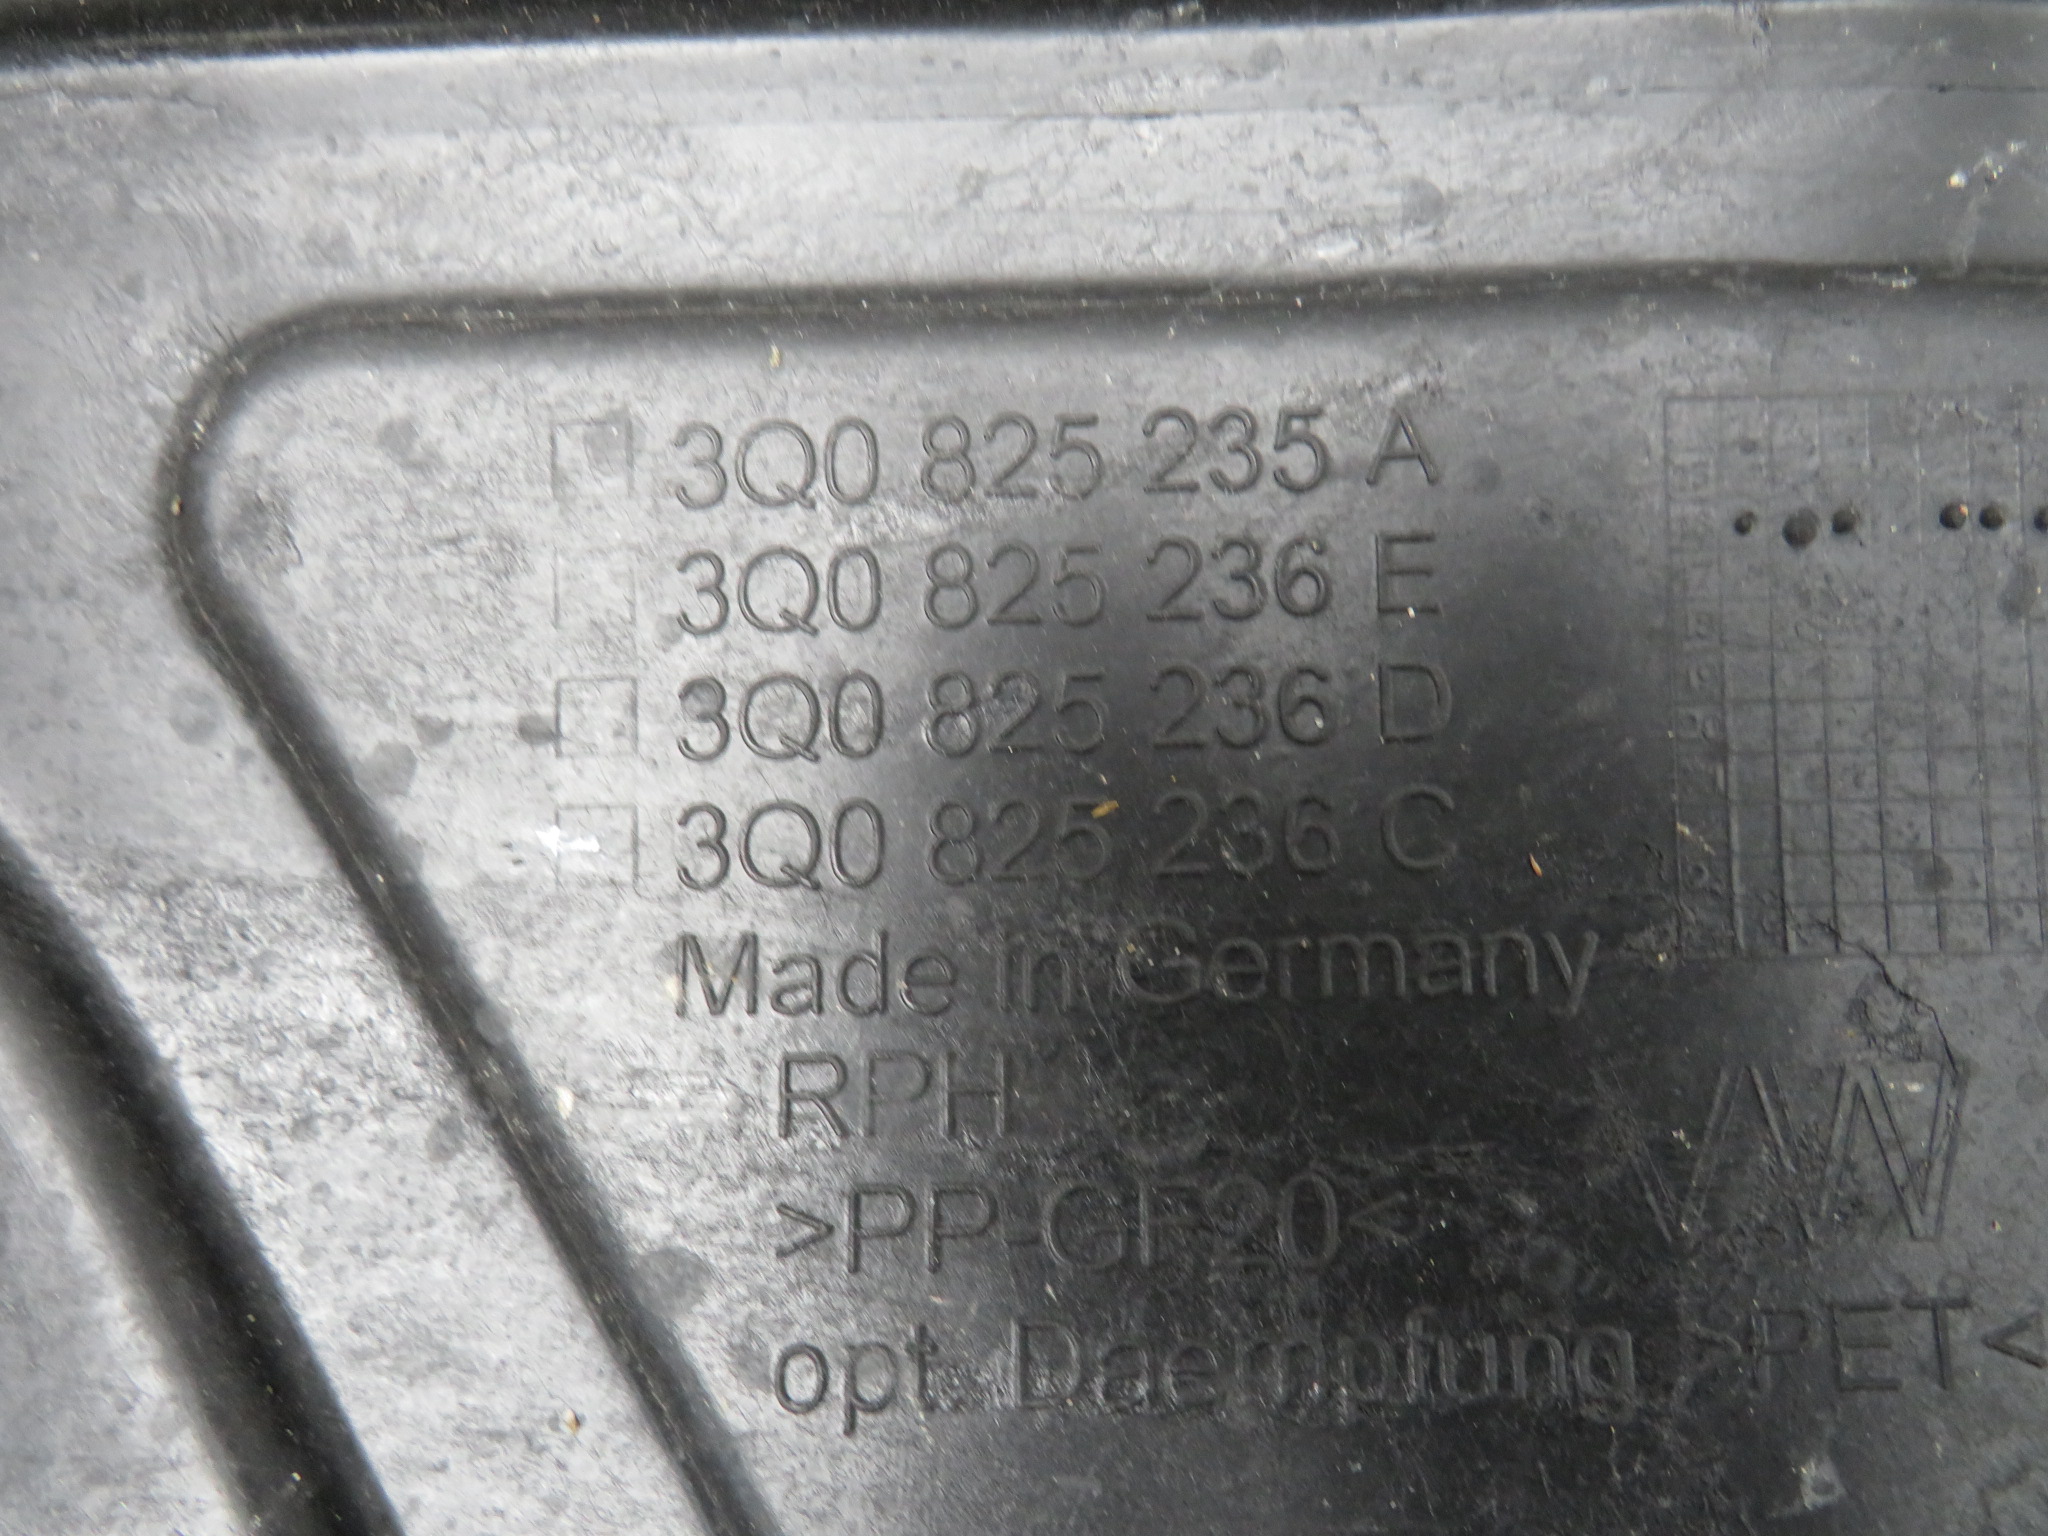 3Q0 825 235 A
3Q0 825 236 E
3Q0 825 236 D
3Q0 825 236 C
Made in Germany
RPH
>PP-GF20<
opt. Daempfung >PET<